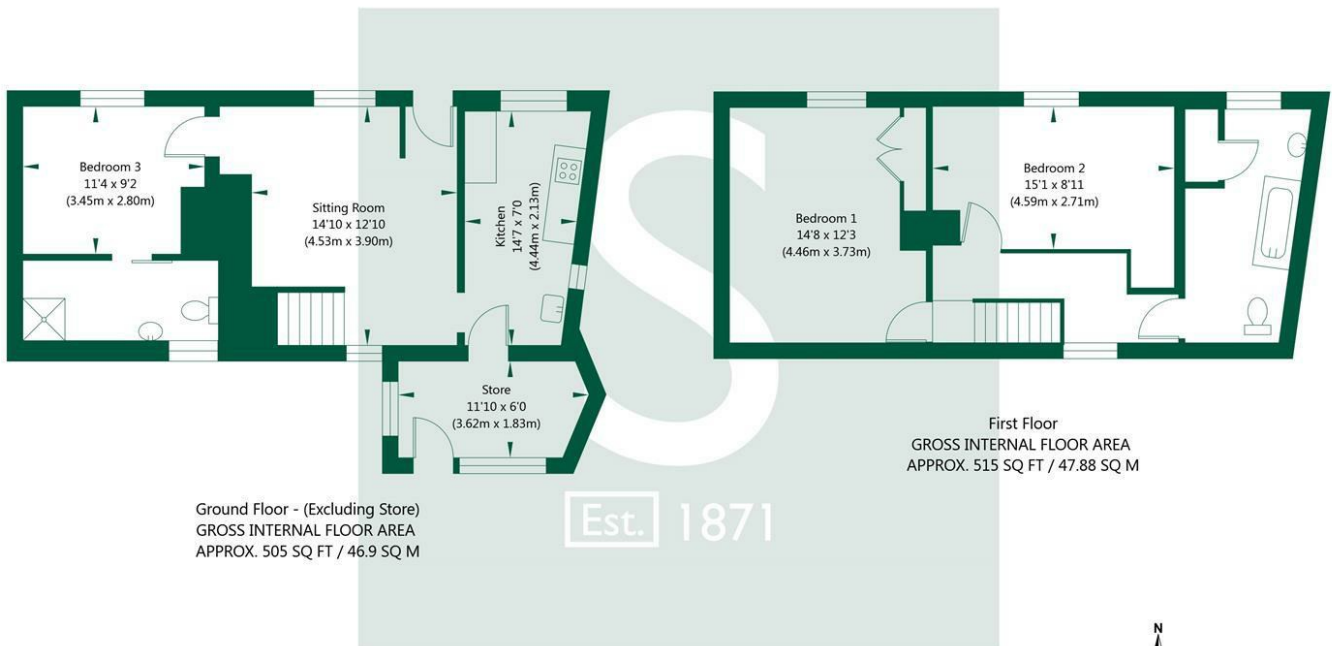 Bedroom 3
11'4 x 9'2
(3.45m x 2.80m)
Sitting Room
14'10 x 12'10
(4.53m x 3.90m)
Kitchen
14'7 x 7'0
(4.44m x 2.13m)
Store
11'10 x 6'0
(3.62m x 1.83m)
Ground Floor - (Excluding Store)
GROSS INTERNAL FLOOR AREA
APPROX. 505 SQ FT / 46.9 SQ M
Bedroom 1
14'8 x 12'3
(4.46m x 3.73m)
Bedroom 2
15'1 x 8'11
(4.59m x 2.71m)
First Floor
GROSS INTERNAL FLOOR AREA
APPROX. 515 SQ FT / 47.88 SQ M
S
Est. 1871
N